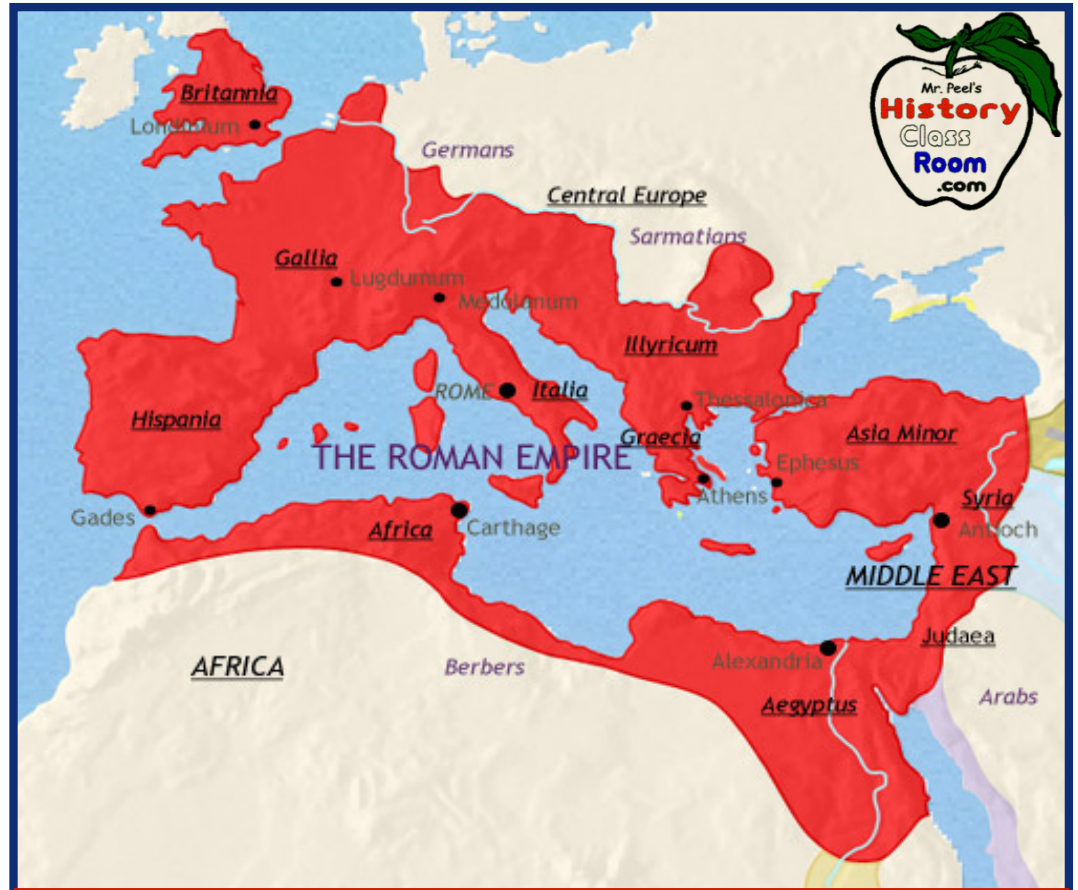 Mr. Peel's
History
Class
Room
.com
Britannia
Londinium
Germans
Central Europe
Sarmatians
Gallia
Lugdumum
Medolanum
Illyricum
ROME
Italia
Thessalonica
Hispania
Graecia
Asia Minor
THE ROMAN EMPIRE
Ephesus
Athens
Syria
Gades
Africa
Carthage
Antioch
MIDDLE EAST
Judaea
AFRICA
Berbers
Alexandria
Aegyptus
Arabs